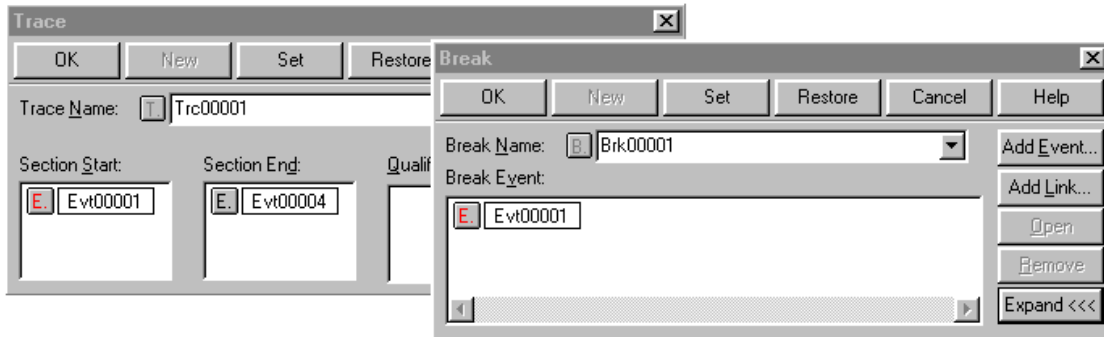 Trace
OK New Set Restore
Trace Name: T. Trc00001
Section Start: Section End: Qualif
E. Evt00001 E. Evt00004
Break
OK New Set Restore Cancel Help
Break Name: B. Brk00001 Add Event...
Break Event:
Add Link...
E. Evt00001
Open
Remove
Expand <<<